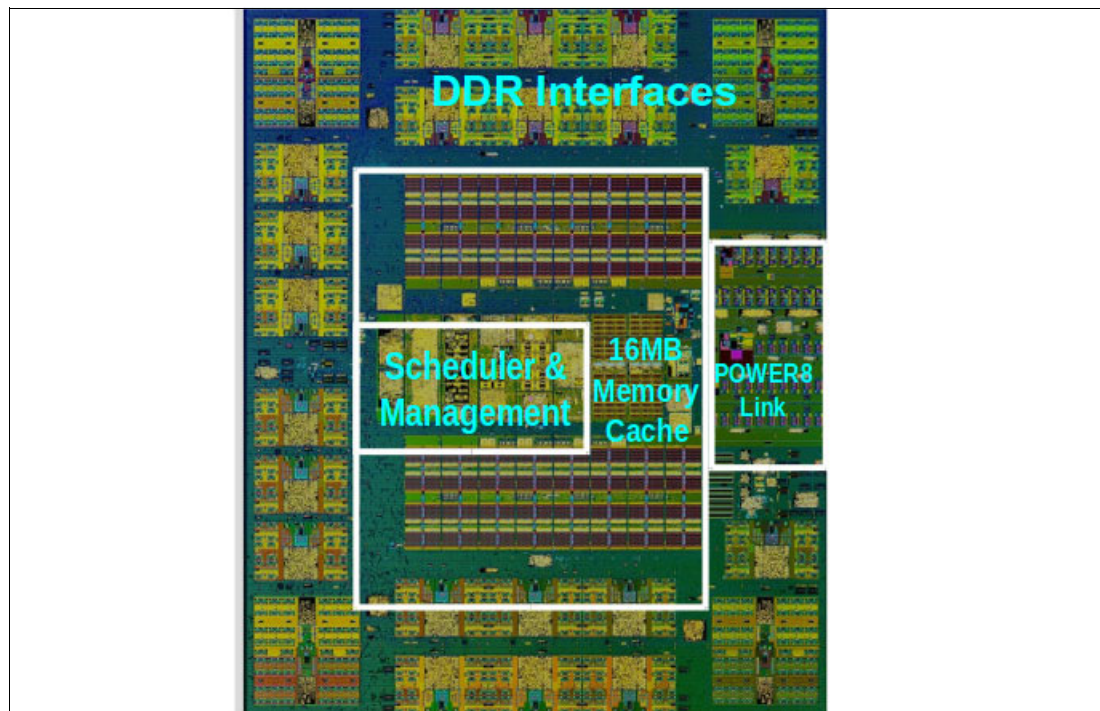 DDR Interfaces
Scheduler &
Management
16MB
Memory
Cache
POWER8
Link